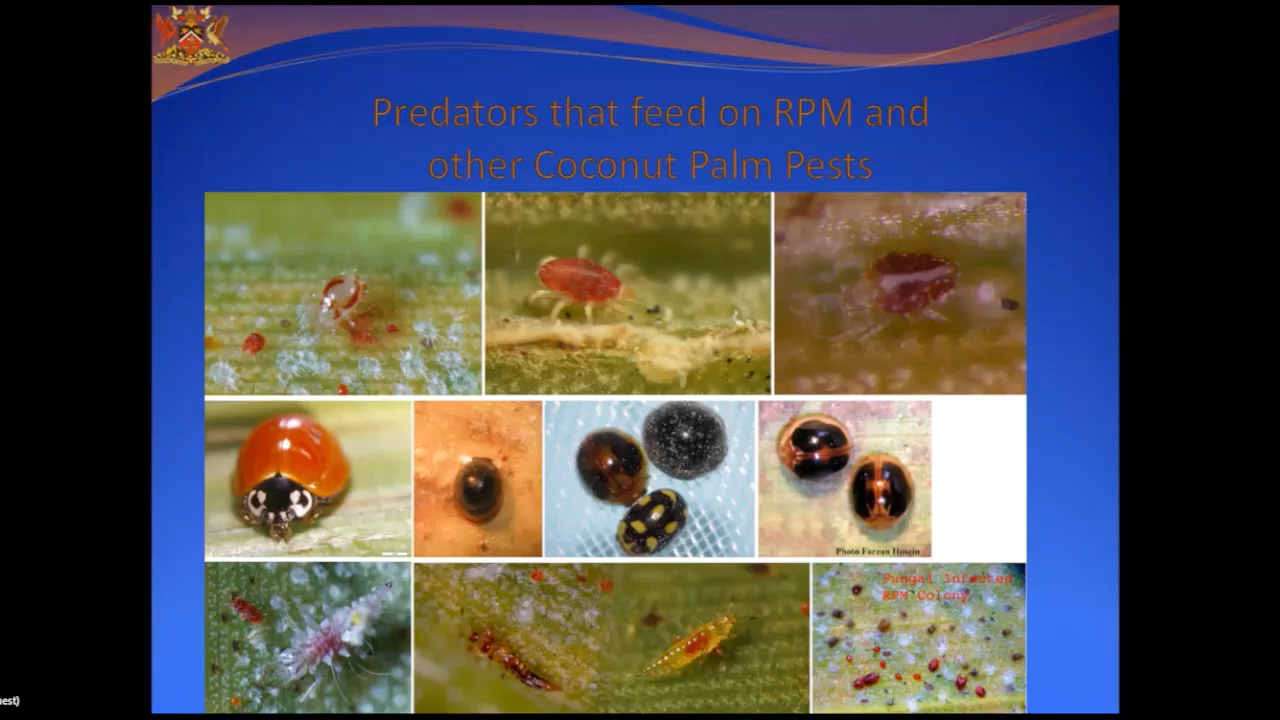 Predators that feed on RPM and
other Coconut Palm Pests
Photo Farzan Hosein
Fungal Infected
RPM Colony